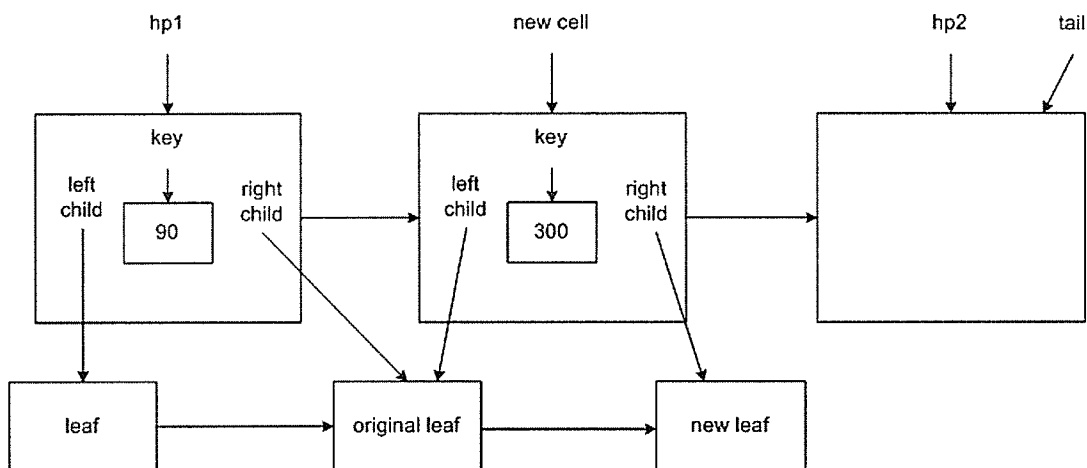 hp1
new cell
hp2
tail
key
left
child
90
right
child
key
left
child
300
right
child
leaf
original leaf
new leaf